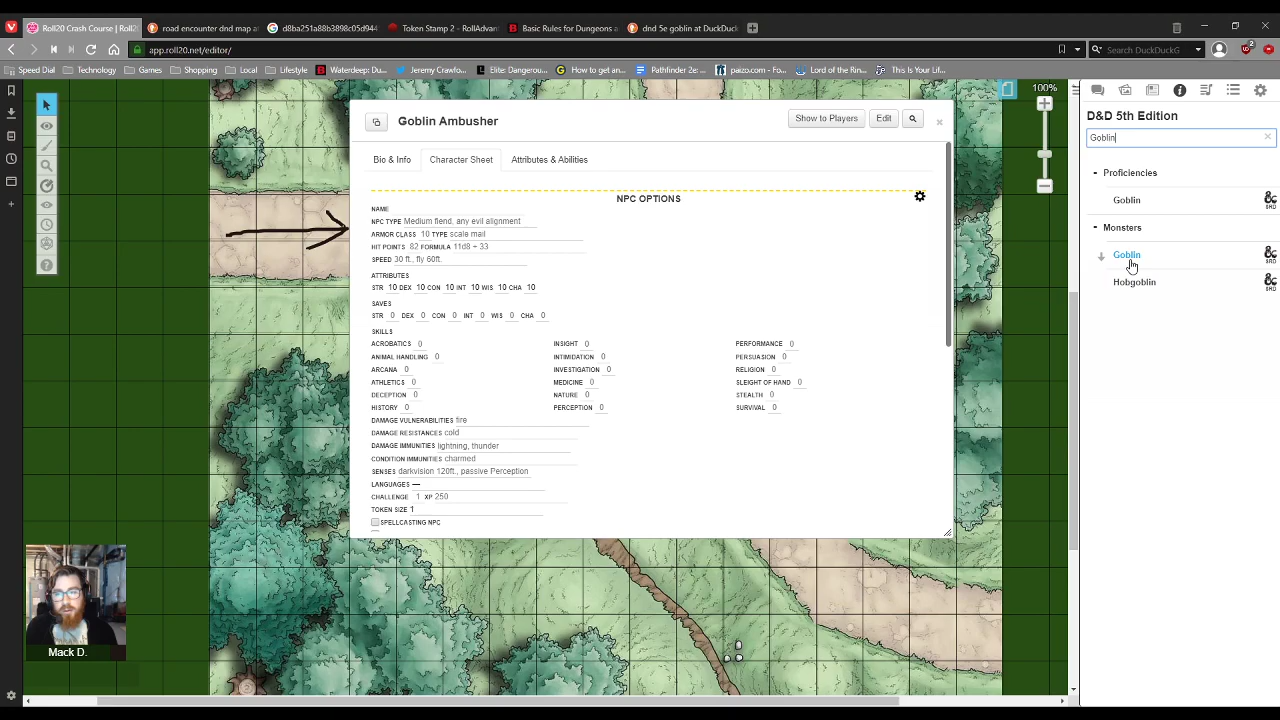 Roll20 Crash Course | Roll2
road encounter dnd map at
d8ba251a88b3868c05d944
Token Stamp 2 - RollAdvant
Basic Rules for Dungeons a
dnd 5e goblin at DuckDuck
app.roll20.net/editor/
Search DuckDuckG
Speed Dial
Technology
Games
Shopping
Local
Lifestyle
Waterdeep: Du...
Jeremy Crawfo...
Elite: Dangerou...
How to get an...
Pathfinder 2e-...
paizo.com - Fo...
Lord of the Rin...
This Is Your Lif...
100%
Goblin Ambusher
Show to Players
Edit
Bio & Info
Character Sheet
Attributes & Abilities
NPC OPTIONS
NAME
NPC TYPE Medium fiend, any evil alignment
ARMOR CLASS 10 TYPE scale mail
HIT POINTS 82 FORMULA 11d8 + 33
SPEED 30 ft., fly 60ft.
ATTRIBUTES
STR 10 DEX 10 CON 10 INT 10 WIS 10 CHA 10
SAVES
STR 0 DEX 0 CON 0 INT 0 WIS 0 CHA 0
SKILLS
ACROBATICS 0 INSIGHT 0 PERFORMANCE 0
ANIMAL HANDLING 0 INTIMIDATION 0 PERSUASION 0
ARCANA 0 INVESTIGATION 0 RELIGION 0
ATHLETICS 0 MEDICINE 0 SLEIGHT OF HAND 0
DECEPTION 0 NATURE 0 STEALTH 0
HISTORY 0 PERCEPTION 0 SURVIVAL 0
DAMAGE VULNERABILITIES fire
DAMAGE RESISTANCES cold
DAMAGE IMMUNITIES lightning, thunder
CONDITION IMMUNITIES charmed
SENSES darkvision 120ft., passive Perception
LANGUAGES —
CHALLENGE 1 XP 250
TOKEN SIZE 1
SPELLCASTING NPC
D&D 5th Edition
Goblin
Proficiencies
Goblin
Monsters
Goblin
Hobgoblin
Mack D.